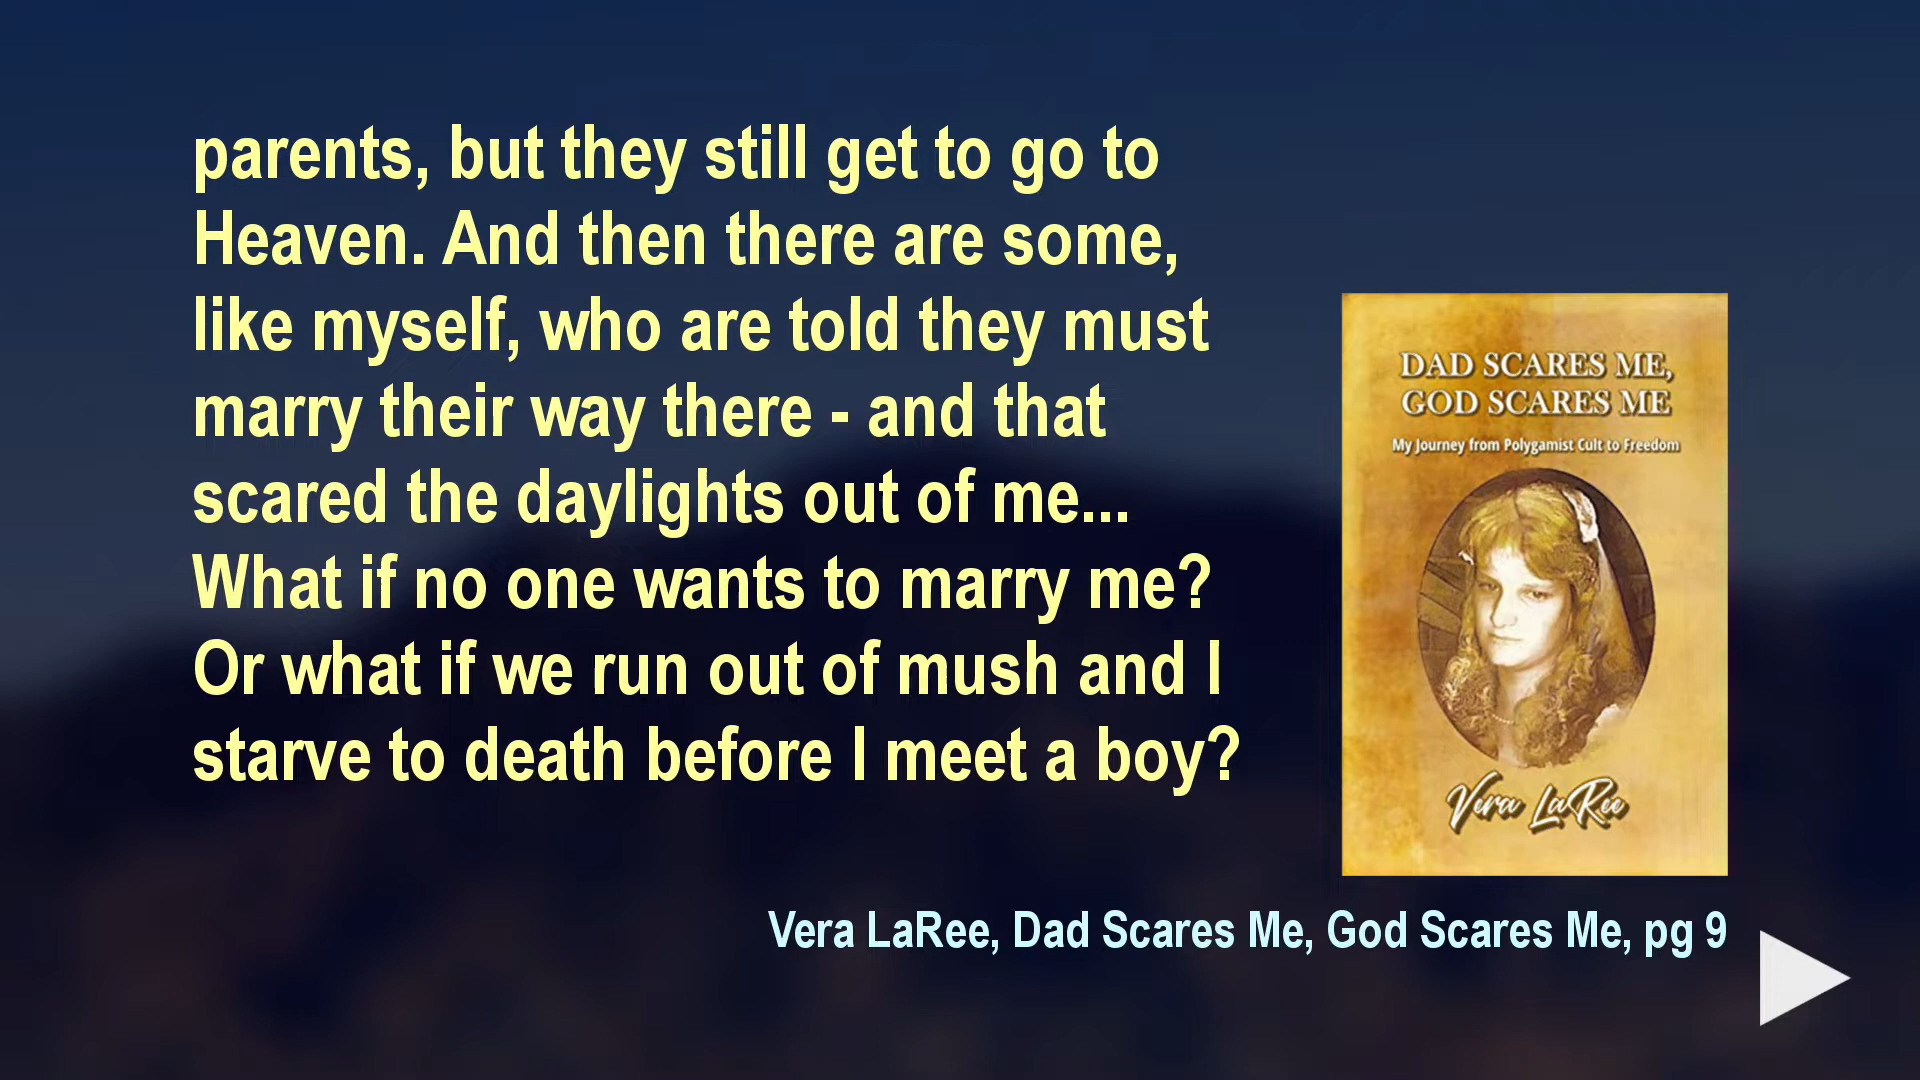 parents, but they still get to go to
Heaven. And then there are some,
like myself, who are told they must
marry their way there - and that
scared the daylights out of me...
What if no one wants to marry me?
Or what if we run out of mush and I
starve to death before I meet a boy?
DAD SCARES ME,
GOD SCARES ME
My Journey from Polygamist Cult to Freedom
Vera LaRee
Vera LaRee, Dad Scares Me, God Scares Me, pg 9